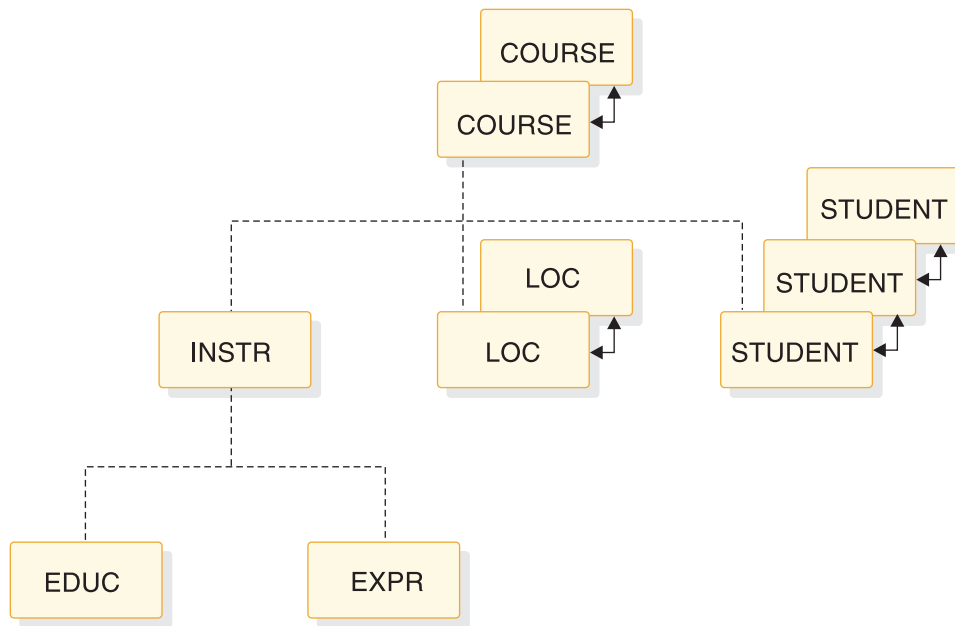 COURSE
COURSE
STUDENT
LOC
STUDENT
INSTR
LOC
STUDENT
EDUC
EXPR